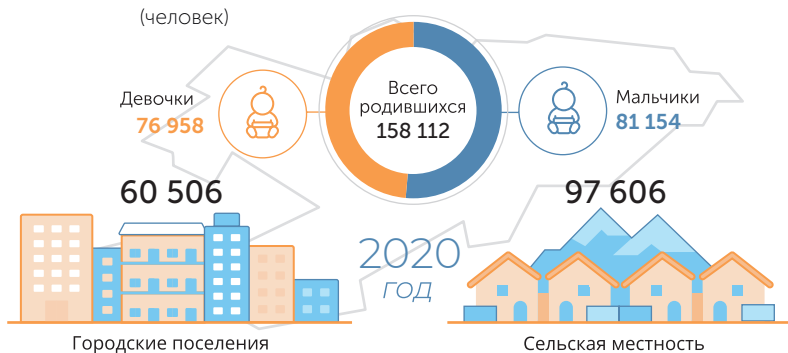 (человек)
Девочки
76 958
Всего
родившихся
158 112
Мальчики
81 154
60 506
97 606
2020
год
Городские поселения
Сельская местность